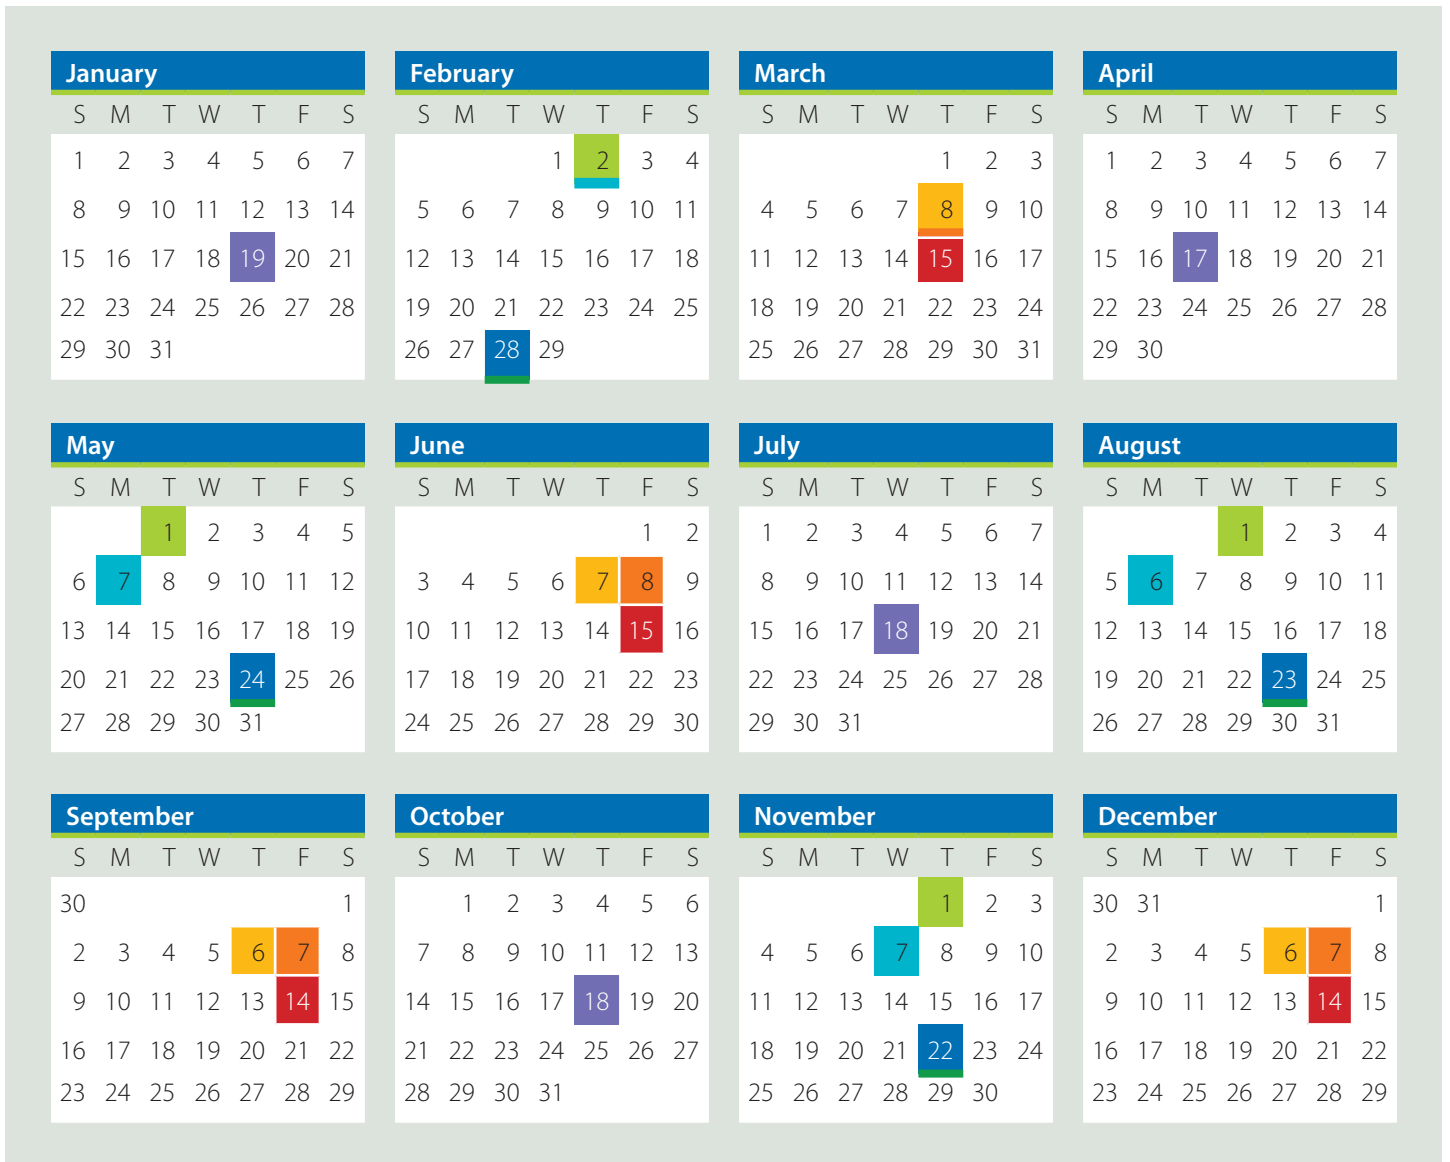 January
S M T W T F S
1 2 3 4 5 6 7
8 9 10 11 12 13 14
15 16 17 18 19 20 21
22 23 24 25 26 27 28
29 30 31
February
S M T W T F S
1 2 3 4
5 6 7 8 9 10 11
12 13 14 15 16 17 18
19 20 21 22 23 24 25
26 27 28 29
March
S M T W T F S
1 2 3
4 5 6 7 8 9 10
11 12 13 14 15 16 17
18 19 20 21 22 23 24
25 26 27 28 29 30 31
April
S M T W T F S
1 2 3 4 5 6 7
8 9 10 11 12 13 14
15 16 17 18 19 20 21
22 23 24 25 26 27 28
29 30
May
S M T W T F S
1 2 3 4 5
6 7 8 9 10 11 12
13 14 15 16 17 18 19
20 21 22 23 24 25 26
27 28 29 30 31
June
S M T W T F S
1 2
3 4 5 6 7 8 9
10 11 12 13 14 15 16
17 18 19 20 21 22 23
24 25 26 27 28 29 30
July
S M T W T F S
1 2 3 4 5 6 7
8 9 10 11 12 13 14
15 16 17 18 19 20 21
22 23 24 25 26 27 28
29 30 31
August
S M T W T F S
1 2 3 4
5 6 7 8 9 10 11
12 13 14 15 16 17 18
19 20 21 22 23 24 25
26 27 28 29 30 31
September
S M T W T F S
30 1
2 3 4 5 6 7 8
9 10 11 12 13 14 15
16 17 18 19 20 21 22
23 24 25 26 27 28 29
October
S M T W T F S
1 2 3 4 5 6
7 8 9 10 11 12 13
14 15 16 17 18 19 20
21 22 23 24 25 26 27
28 29 30 31
November
S M T W T F S
1 2 3
4 5 6 7 8 9 10
11 12 13 14 15 16 17
18 19 20 21 22 23 24
25 26 27 28 29 30
December
S M T W T F S
30 31 1
2 3 4 5 6 7 8
9 10 11 12 13 14 15
16 17 18 19 20 21 22
23 24 25 26 27 28 29